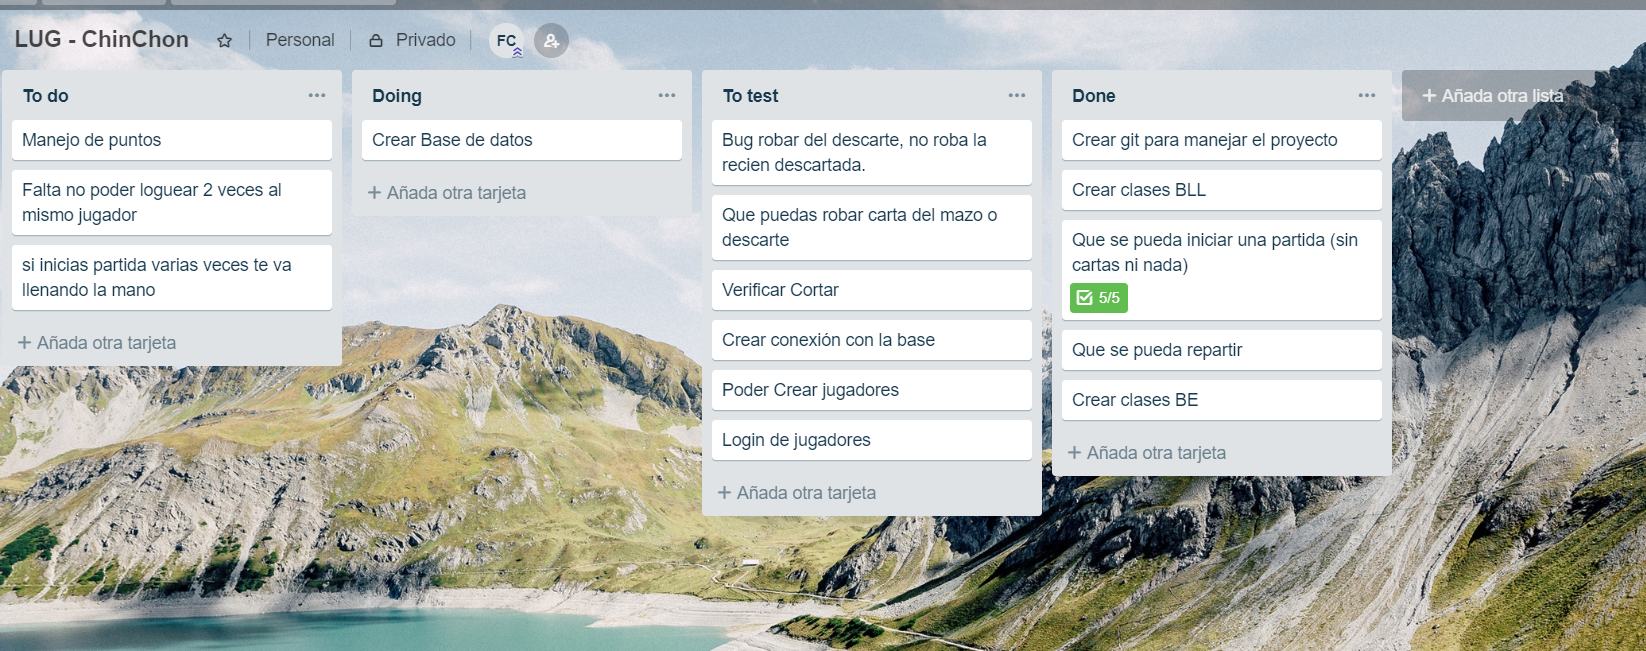 LUG - ChinChon
Personal
Privado
FC
To do
Manejo de puntos
Falta no poder loguear 2 veces al
mismo jugador
si inicias partida varias veces te va
llenando la mano
+ Añada otra tarjeta
Doing
Crear Base de datos
+ Añada otra tarjeta
To test
Bug robar del descarte, no roba la
recien descartada.
Que puedas robar carta del mazo o
descarte
Verificar Cortar
Crear conexión con la base
Poder Crear jugadores
Login de jugadores
+ Añada otra tarjeta
Done
Crear git para manejar el proyecto
Crear clases BLL
Que se pueda iniciar una partida (sin
cartas ni nada)
5/5
Que se pueda repartir
Crear clases BE
+ Añada otra tarjeta
+ Añada otra lista